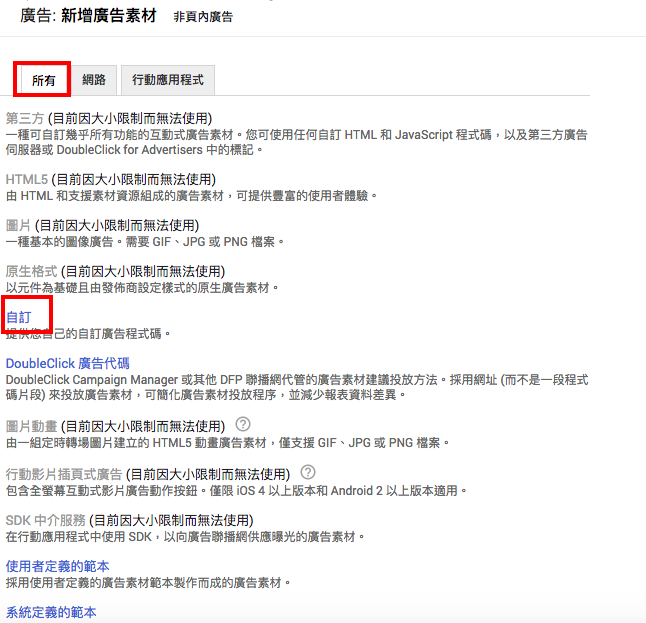 廣告: 新增廣告素材 非頁內廣告
所有 網路 行動應用程式
第三方 (目前因大小限制而無法使用)
一種可自訂幾乎所有功能的互動式廣告素材。您可使用任何自訂 HTML 和 JavaScript 程式碼，以及第三方廣告
伺服器或 DoubleClick for Advertisers 中的標記。
HTML5 (目前因大小限制而無法使用)
由 HTML 和支援素材資源組成的廣告素材，可提供豐富的使用者體驗。
圖片 (目前因大小限制而無法使用)
一種基本的圖像廣告。需要 GIF、JPG 或 PNG 檔案。
原生格式 (目前因大小限制而無法使用)
以元件為基礎且由發佈商設定樣式的原生廣告素材。
自訂
提供您自己的自訂廣告程式碼。
DoubleClick 廣告代碼
DoubleClick Campaign Manager 或其他 DFP 聯播網代管的廣告素材建議投放方法。採用網址 (而不是一段程式
碼片段) 來投放廣告素材，可簡化廣告素材投放程序，並減少報表資料差異。
圖片動畫 (目前因大小限制而無法使用) ?
由一組定時轉場圖片建立的 HTML5 動畫廣告素材，僅支援 GIF、JPG 或 PNG 檔案。
行動影片插頁式廣告 (目前因大小限制而無法使用) ?
包含全螢幕互動式影片廣告動作按鈕。僅限 iOS 4 以上版本和 Android 2 以上版本適用。
SDK 中介服務 (目前因大小限制而無法使用)
在行動應用程式中使用 SDK，以向廣告聯播網供應曝光的廣告素材。
使用者定義的範本
採用使用者定義的廣告素材範本製作而成的廣告素材。
系統定義的範本